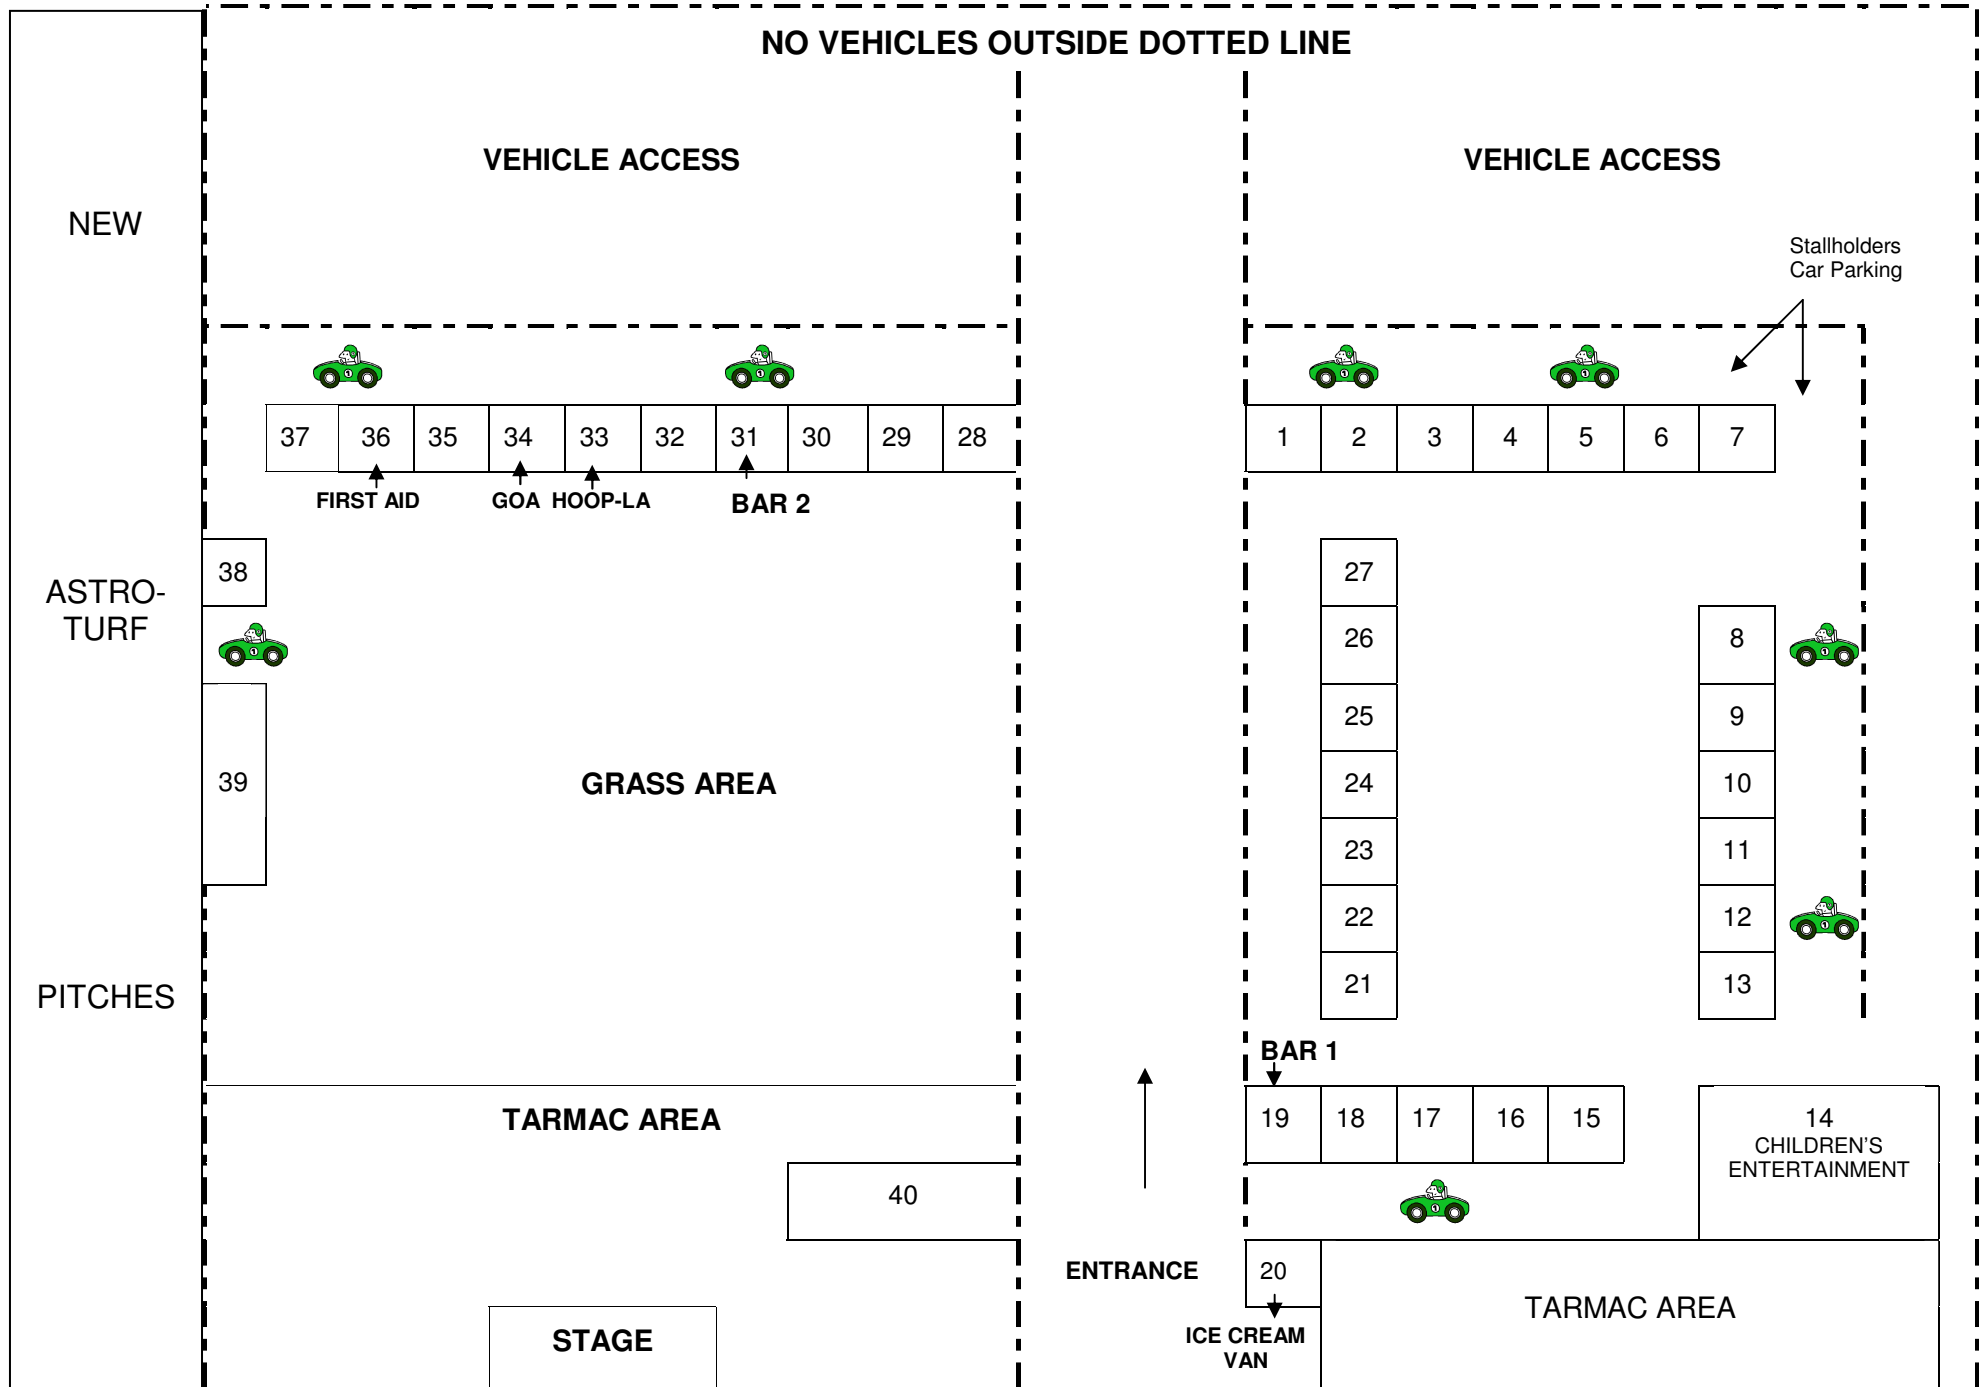 NO VEHICLES OUTSIDE DOTTED LINE
VEHICLE ACCESS
VEHICLE ACCESS
NEW
Stallholders
Car Parking
37 36 35 34 33 32 31 30 29 28
1 2 3 4 5 6 7
FIRST AID
GOA
HOOP-LA
BAR 2
38
27
ASTRO-
TURF
26
8
25
9
39
GRASS AREA
24
10
23
11
22
12
PITCHES
21
13
BAR 1
TARMAC AREA
19 18 17 16 15
14
CHILDREN'S
ENTERTAINMENT
40
ENTRANCE
20
TARMAC AREA
STAGE
ICE CREAM
VAN